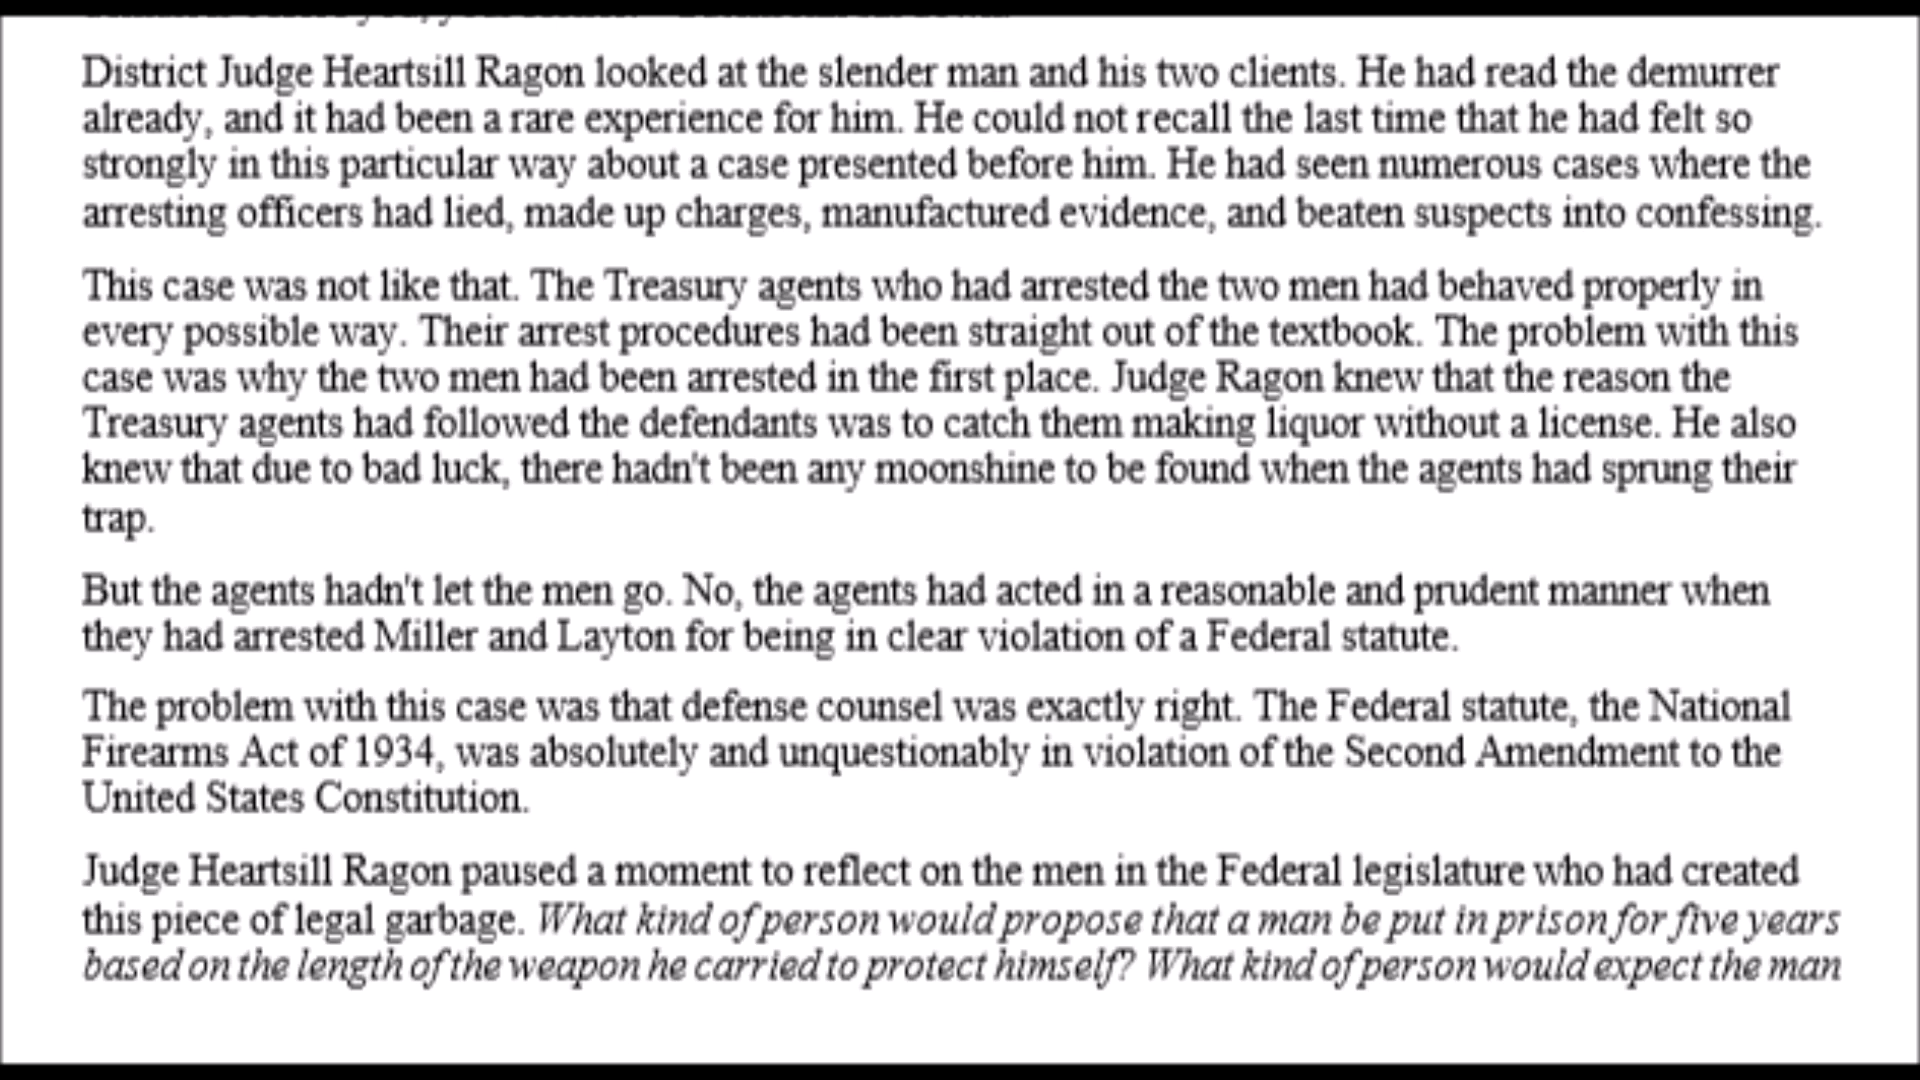 District Judge Heartsill Ragon looked at the slender man and his two clients. He had read the demurrer
already, and it had been a rare experience for him. He could not recall the last time that he had felt so
strongly in this particular way about a case presented before him. He had seen numerous cases where the
arresting officers had lied, made up charges, manufactured evidence, and beaten suspects into confessing.
This case was not like that. The Treasury agents who had arrested the two men had behaved properly in
every possible way. Their arrest procedures had been straight out of the textbook. The problem with this
case was why the two men had been arrested in the first place. Judge Ragon knew that the reason the
Treasury agents had followed the defendants was to catch them making liquor without a license. He also
knew that due to bad luck, there hadn't been any moonshine to be found when the agents had sprung their
trap.
But the agents hadn't let the men go. No, the agents had acted in a reasonable and prudent manner when
they had arrested Miller and Layton for being in clear violation of a Federal statute.
The problem with this case was that defense counsel was exactly right. The Federal statute, the National
Firearms Act of 1934, was absolutely and unquestionably in violation of the Second Amendment to the
United States Constitution.
Judge Heartsill Ragon paused a moment to reflect on the men in the Federal legislature who had created
this piece of legal garbage. What kind of person would propose that a man be put in prison for five years
based on the length of the weapon he carried to protect himself? What kind of person would expect the man